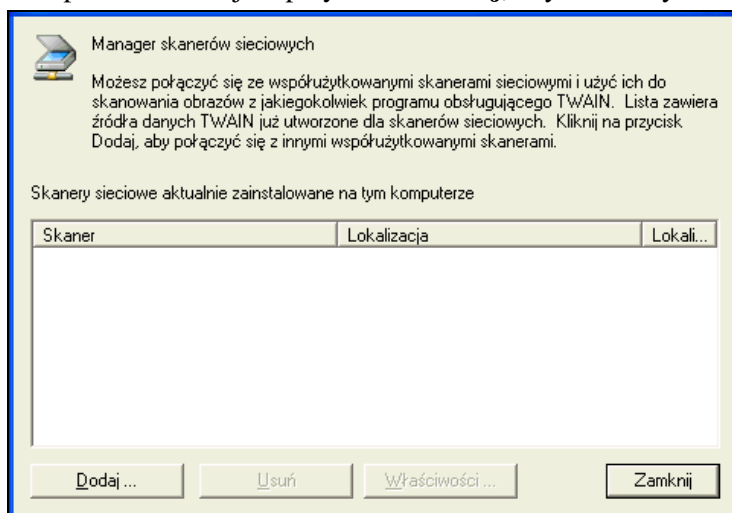 Manager skanerów sieciowych
Możesz połączyć się ze współużytkowanymi skanerami sieciowymi i użyć ich do
skanowania obrazów z jakiegokolwiek programu obsługującego TWAIN. Lista zawiera
źródła danych TWAIN już utworzone dla skanerów sieciowych. Kliknij na przycisk
Dodaj, aby połączyć się z innymi współużytkowanymi skanerami.
Skanery sieciowe aktualnie zainstalowane na tym komputerze
Skaner Lokalizacja Lokali...
Dodaj ... Usuń Właściwości ... Zamknij